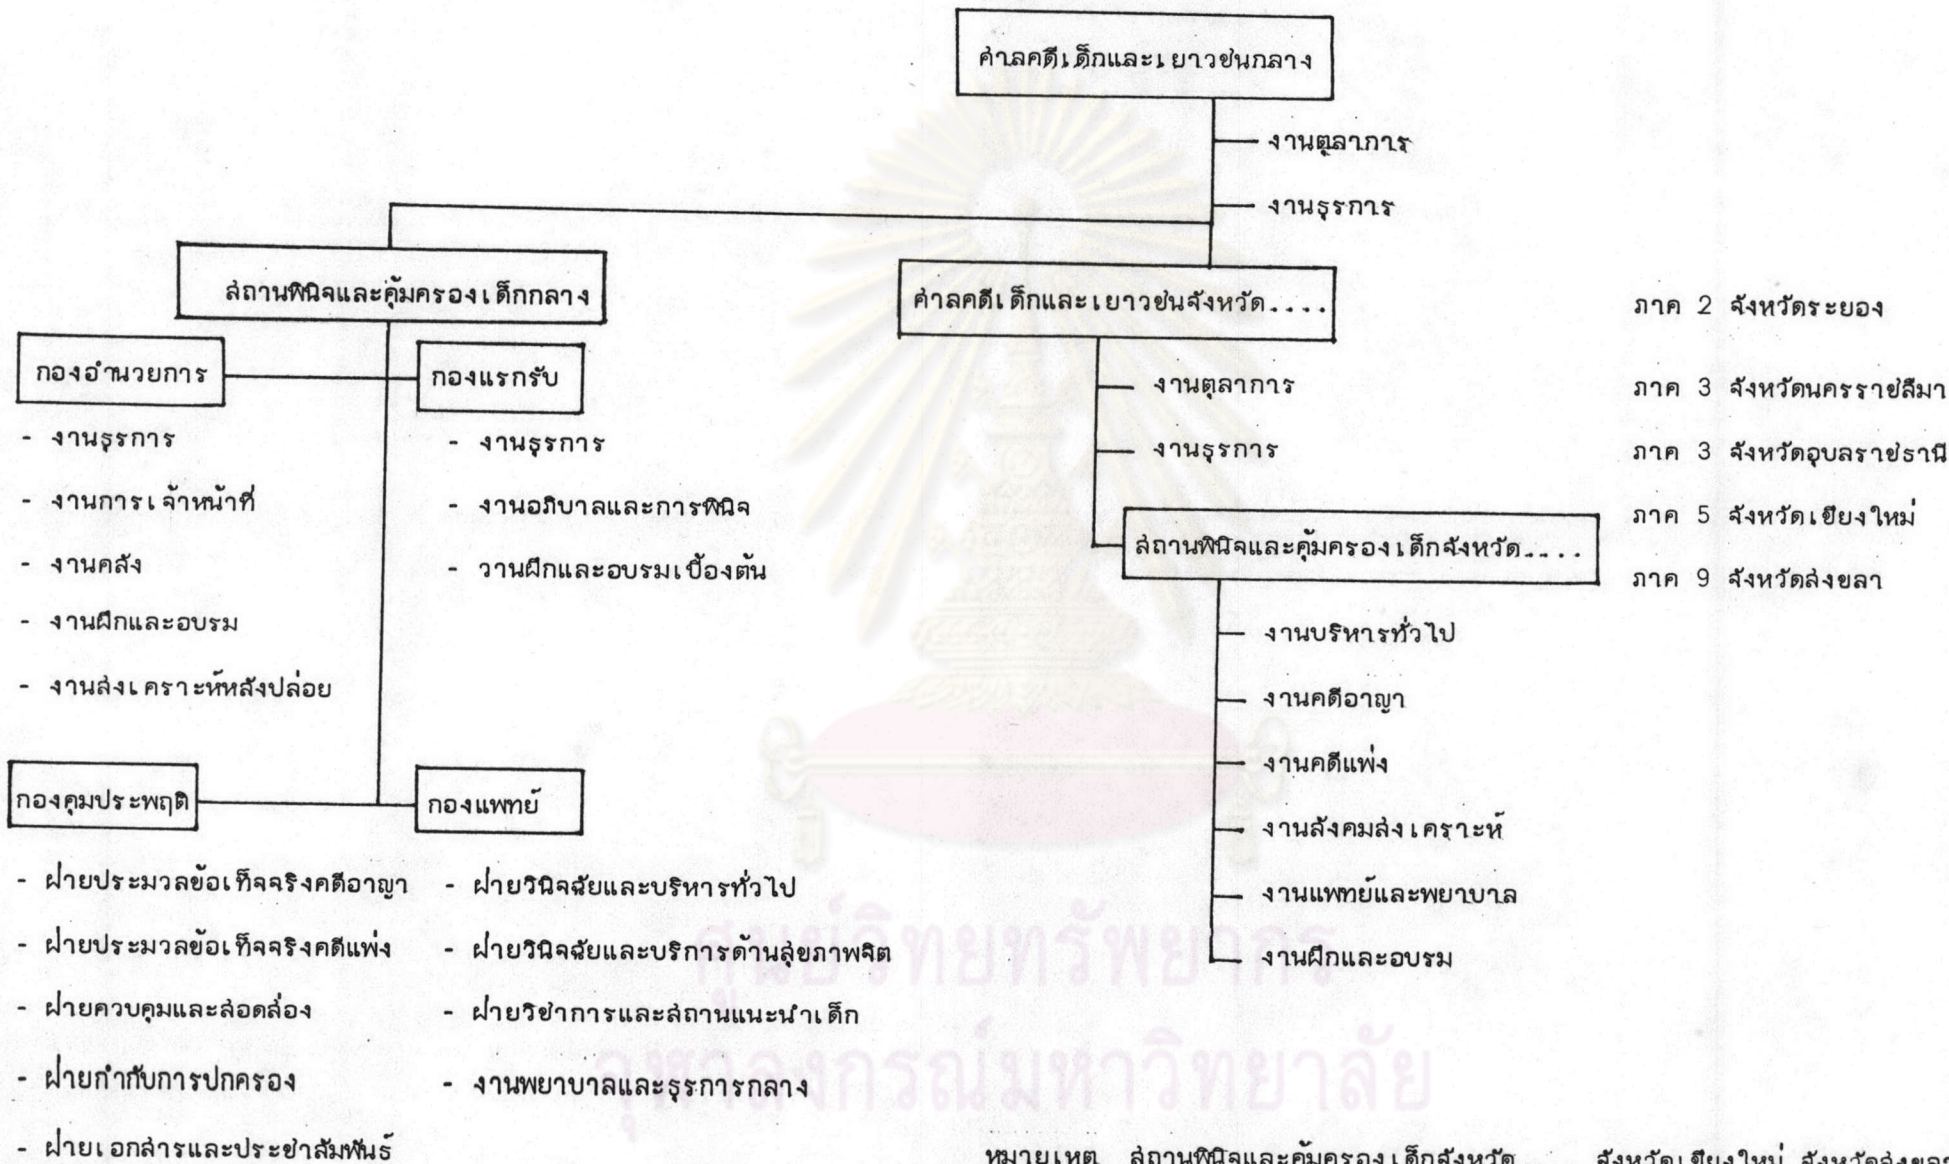 ศาลคดีเด็กและเยาวชนกลาง
งานตุลาการ
งานธุรการ
สถานพินิจและคุ้มครองเด็กกลาง
ศาลคดีเด็กและเยาวชนจังหวัด....
ภาค 2 จังหวัดระยอง
ภาค 3 จังหวัดนครราชสีมา
ภาค 3 จังหวัดอุบลราชธานี
ภาค 5 จังหวัดเชียงใหม่
ภาค 9 จังหวัดสงขลา
กองอำนวยการ
- งานธุรการ
- งานการเจ้าหน้าที่
- งานคลัง
- งานฝึกและอบรม
- งานสงเคราะห์หลังปล่อย
กองแรกรับ
- งานธุรการ
- งานอภิบาลและการพินิจ
- วานฝึกและอบรมเบื้องต้น
งานตุลาการ
งานธุรการ
สถานพินิจและคุ้มครองเด็กจังหวัด....
งานบริหารทั่วไป
งานคดีอาญา
งานคดีแพ่ง
งานสังคมสงเคราะห์
งานแพทย์และพยาบาล
งานฝึกและอบรม
กองคุมประพฤติ
- ฝ่ายประมวลข้อเท็จจริงคดีอาญา
- ฝ่ายประมวลข้อเท็จจริงคดีแพ่ง
- ฝ่ายควบคุมและสอดส่อง
- ฝ่ายกำกับการปกครอง
- ฝ่ายเอกสารและประชาสัมพันธ์
กองแพทย์
- ฝ่ายวินิจฉัยและบริหารทั่วไป
- ฝ่ายวินิจฉัยและบริการด้านสุขภาพจิต
- ฝ่ายวิชาการและสถานแนะนำเด็ก
- งานพยาบาลและธุรการกลาง
ศูนย์วิทยทรัพยากร
จุฬาลงกรณ์มหาวิทยาลัย
หมายเหตุ สถานพินิจและคุ้มครองเด็กจังหวัด จังหวัดเชียงใหม่